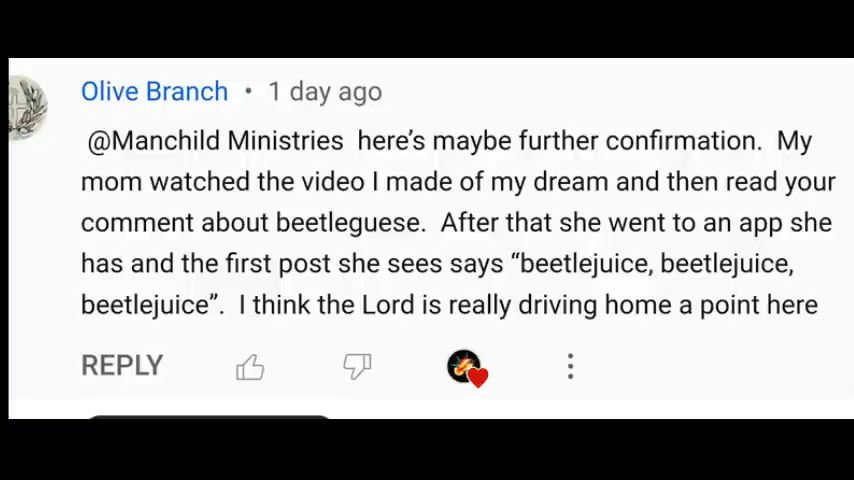 Olive Branch • 1 day ago
@Manchild Ministries here's maybe further confirmation. My
mom watched the video I made of my dream and then read your
comment about beetleguese. After that she went to an app she
has and the first post she sees says “beetlejuice, beetlejuice,
beetlejuice”. I think the Lord is really driving home a point here
REPLY